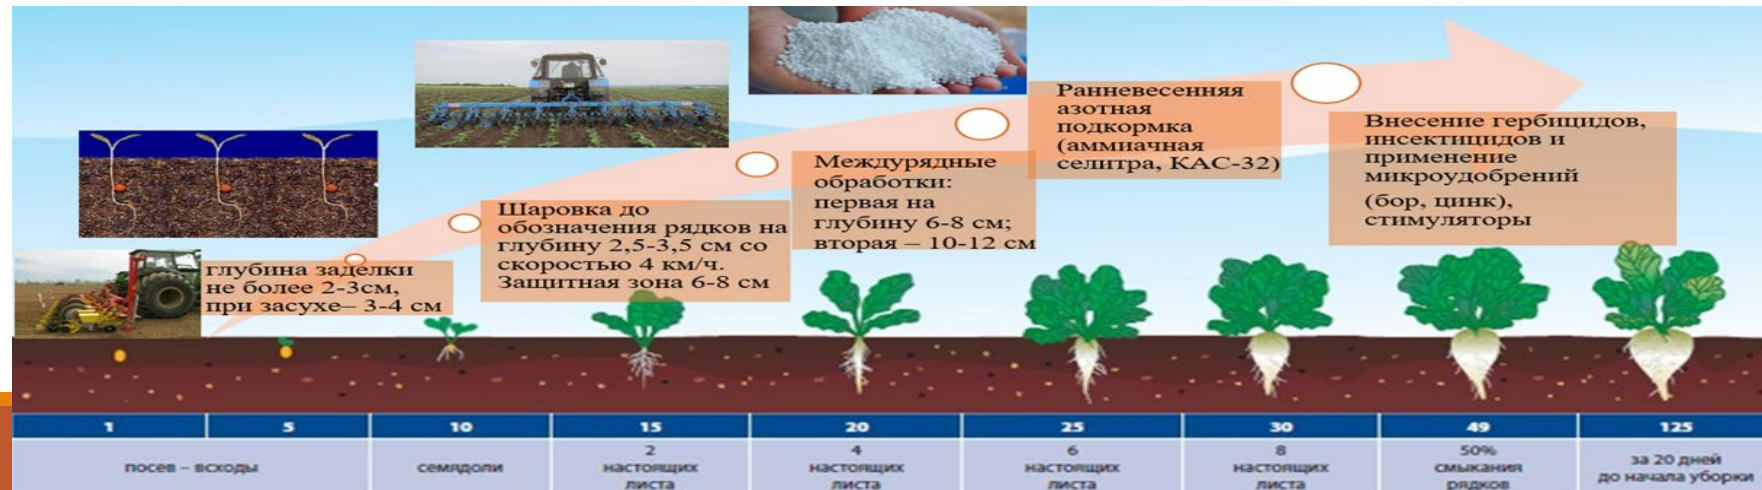 глубина заделки
не более 2-3см,
при засухе– 3-4 см
Шаровка до
обозначения рядков на
глубину 2,5-3,5 см со
скоростью 4 км/ч.
Защитная зона 6-8 см
Междурядные
обработки:
первая на
глубину 6-8 см;
вторая – 10-12 см
Ранневесенняя
азотная
подкормка
(аммиачная
селитра, КАС-32)
Внесение гербицидов,
инсектицидов и
применение
микроудобрений
(бор, цинк),
стимуляторы
1 5 10 15 20 25 30 49 125
посев – всходы
семядоли
2
настоящих
листа
4
настоящих
листа
6
настоящих
листа
8
настоящих
листа
50%
смыкания
рядков
за 20 дней
до начала уборки